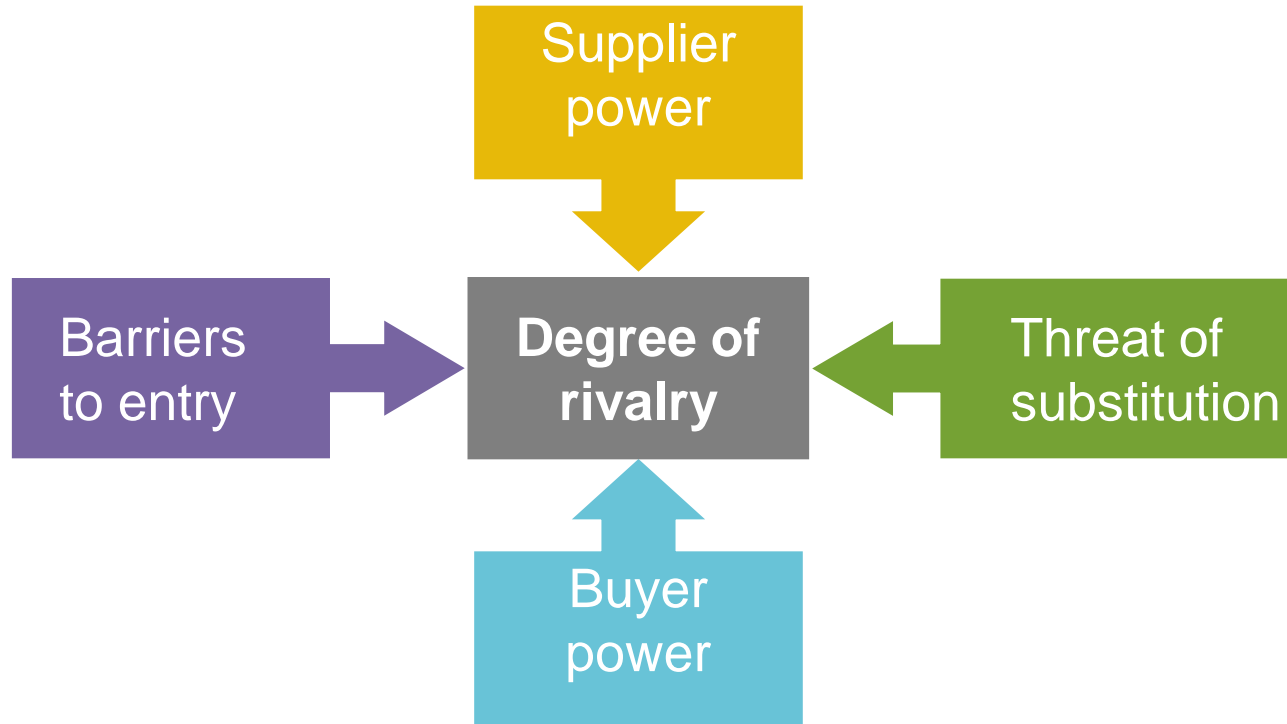 Supplier
power
Barriers
to entry
Degree of
rivalry
Threat of
substitution
Buyer
power